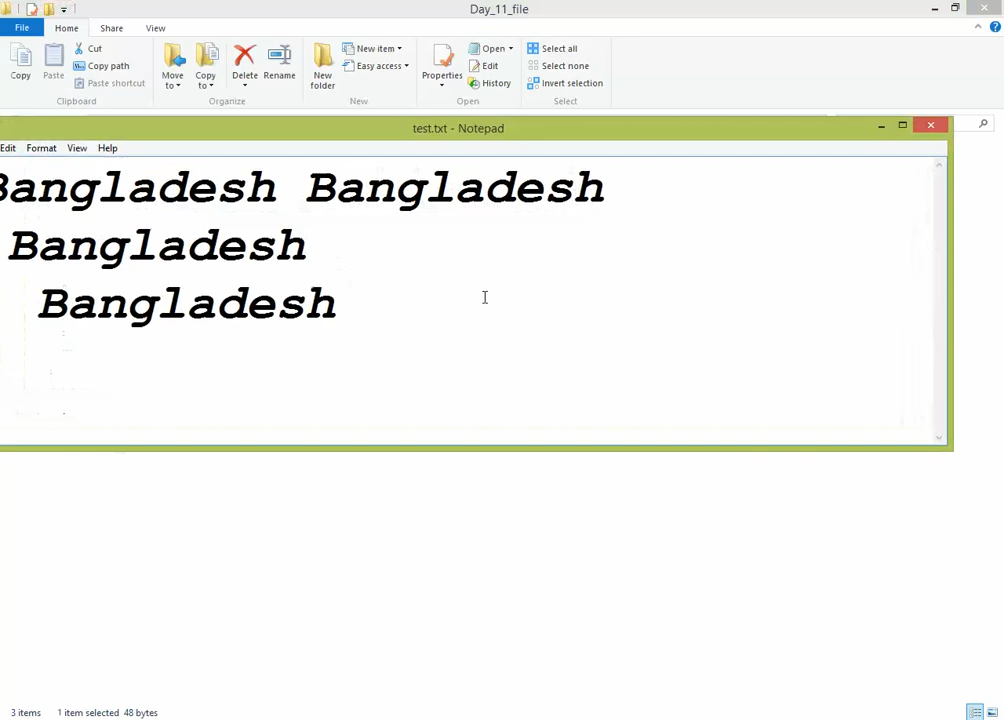 Day_11_file
File Home Share View
Cut
Copy path
Paste shortcut
Copy Paste
Clipboard
Move to Copy to Delete Rename
Organize
New folder
New item
Easy access
New
Properties
Open
Edit
History
Open
Select all
Select none
Invert selection
Select
test.txt - Notepad
Edit Format View Help
Bangladesh Bangladesh
Bangladesh
Bangladesh
3 items 1 item selected 48 bytes